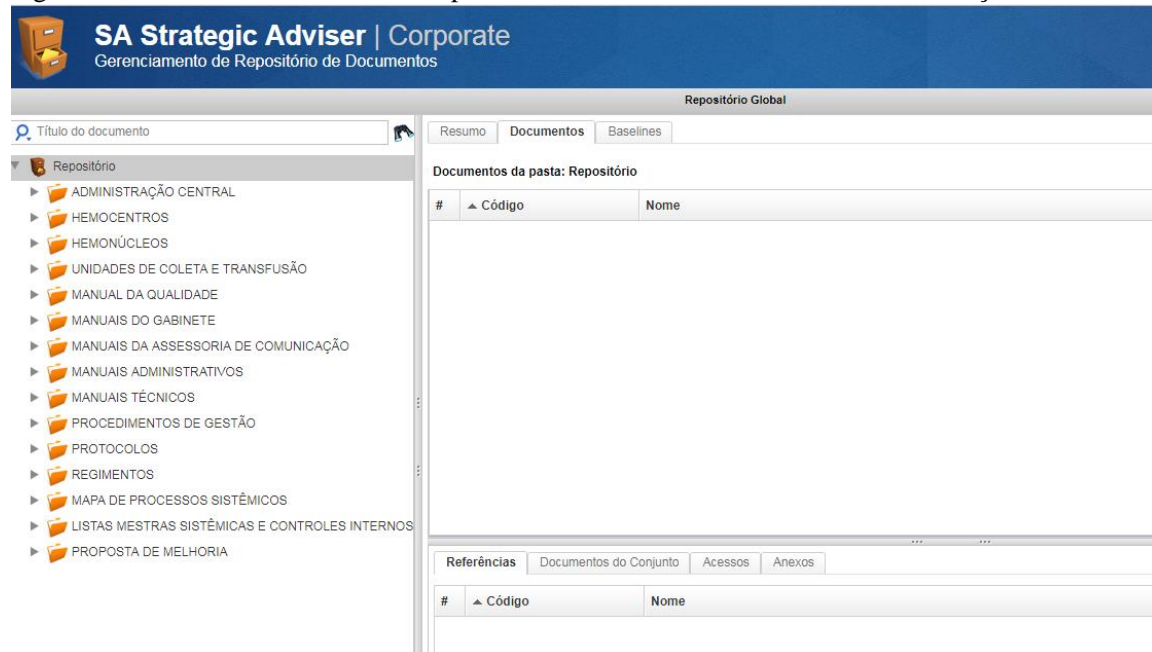 SA Strategic Adviser | Corporate
Gerenciamento de Repositório de Documentos
Repositório Global
Título do documento
Repositório
ADMINISTRAÇÃO CENTRAL
HEMOCENTROS
HEMONÚCLEOS
UNIDADES DE COLETA E TRANSFUSÃO
MANUAL DA QUALIDADE
MANUAIS DO GABINETE
MANUAIS DA ASSESSORIA DE COMUNICAÇÃO
MANUAIS ADMINISTRATIVOS
MANUAIS TÉCNICOS
PROCEDIMENTOS DE GESTÃO
PROTOCOLOS
REGIMENTOS
MAPA DE PROCESSOS SISTÊMICOS
LISTAS MESTRAS SISTÊMICAS E CONTROLES INTERNOS
PROPOSTA DE MELHORIA
Resumo Documentos Baselines
Documentos da pasta: Repositório
# Código Nome
Referências Documentos do Conjunto Acessos Anexos
# Código Nome